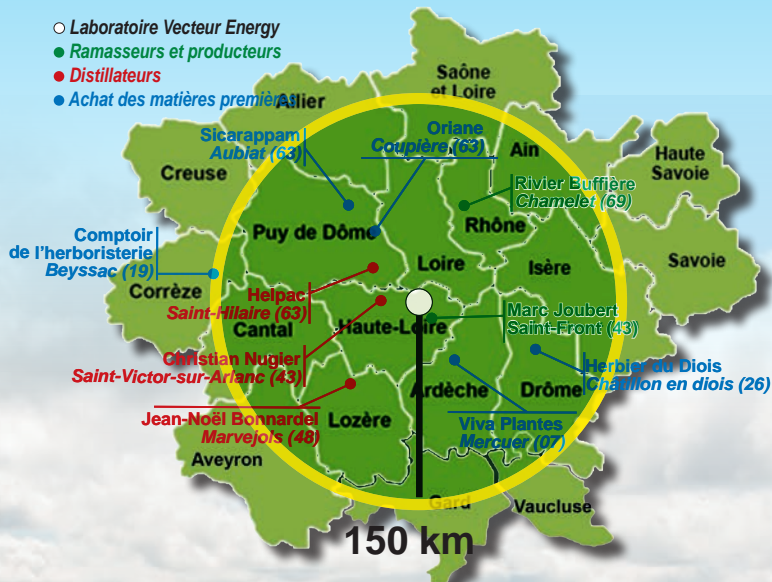 Laboratoire Vecteur Energy
Ramasseurs et producteurs
Distillateurs
Achat des matières premières
Saône
et Loire
Allier
Sicarappam
Aubiat (63)
Oriane
Coupière (63)
Ain
Haute
Savoie
Creuse
Rivier Buffière
Chamelet (69)
Puy de Dôme
Rhône
Comptoir
de l'herboristerie
Beyssac (19)
Loire
Isère
Savoie
Corrèze
Helpac
Saint-Hilaire (63)
Marc Joubert
Saint-Front (43)
Cantal
Haute-Loire
Christian Nugier
Saint-Victor-sur-Arlanc (43)
Herbier du Diois
Châtillon en diois (26)
Ardèche
Drôme
Jean-Noël Bonnardel
Marvejols (48)
Lozère
Viva Plantes
Mercuer (07)
Aveyron
Gard
Vaucluse
150 km